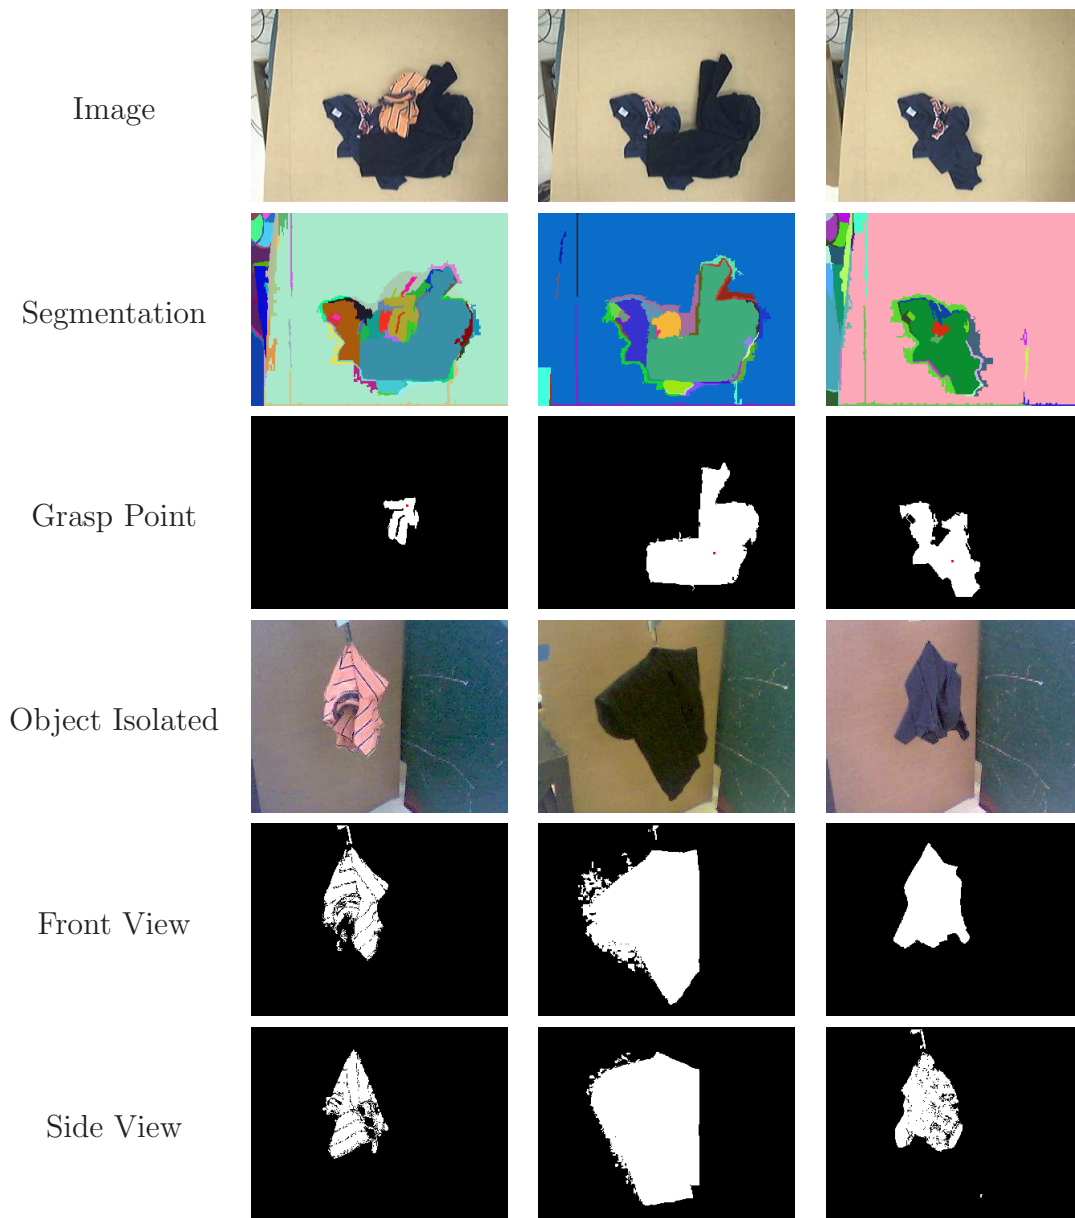 Image
Segmentation
Grasp Point
Object Isolated
Front View
Side View